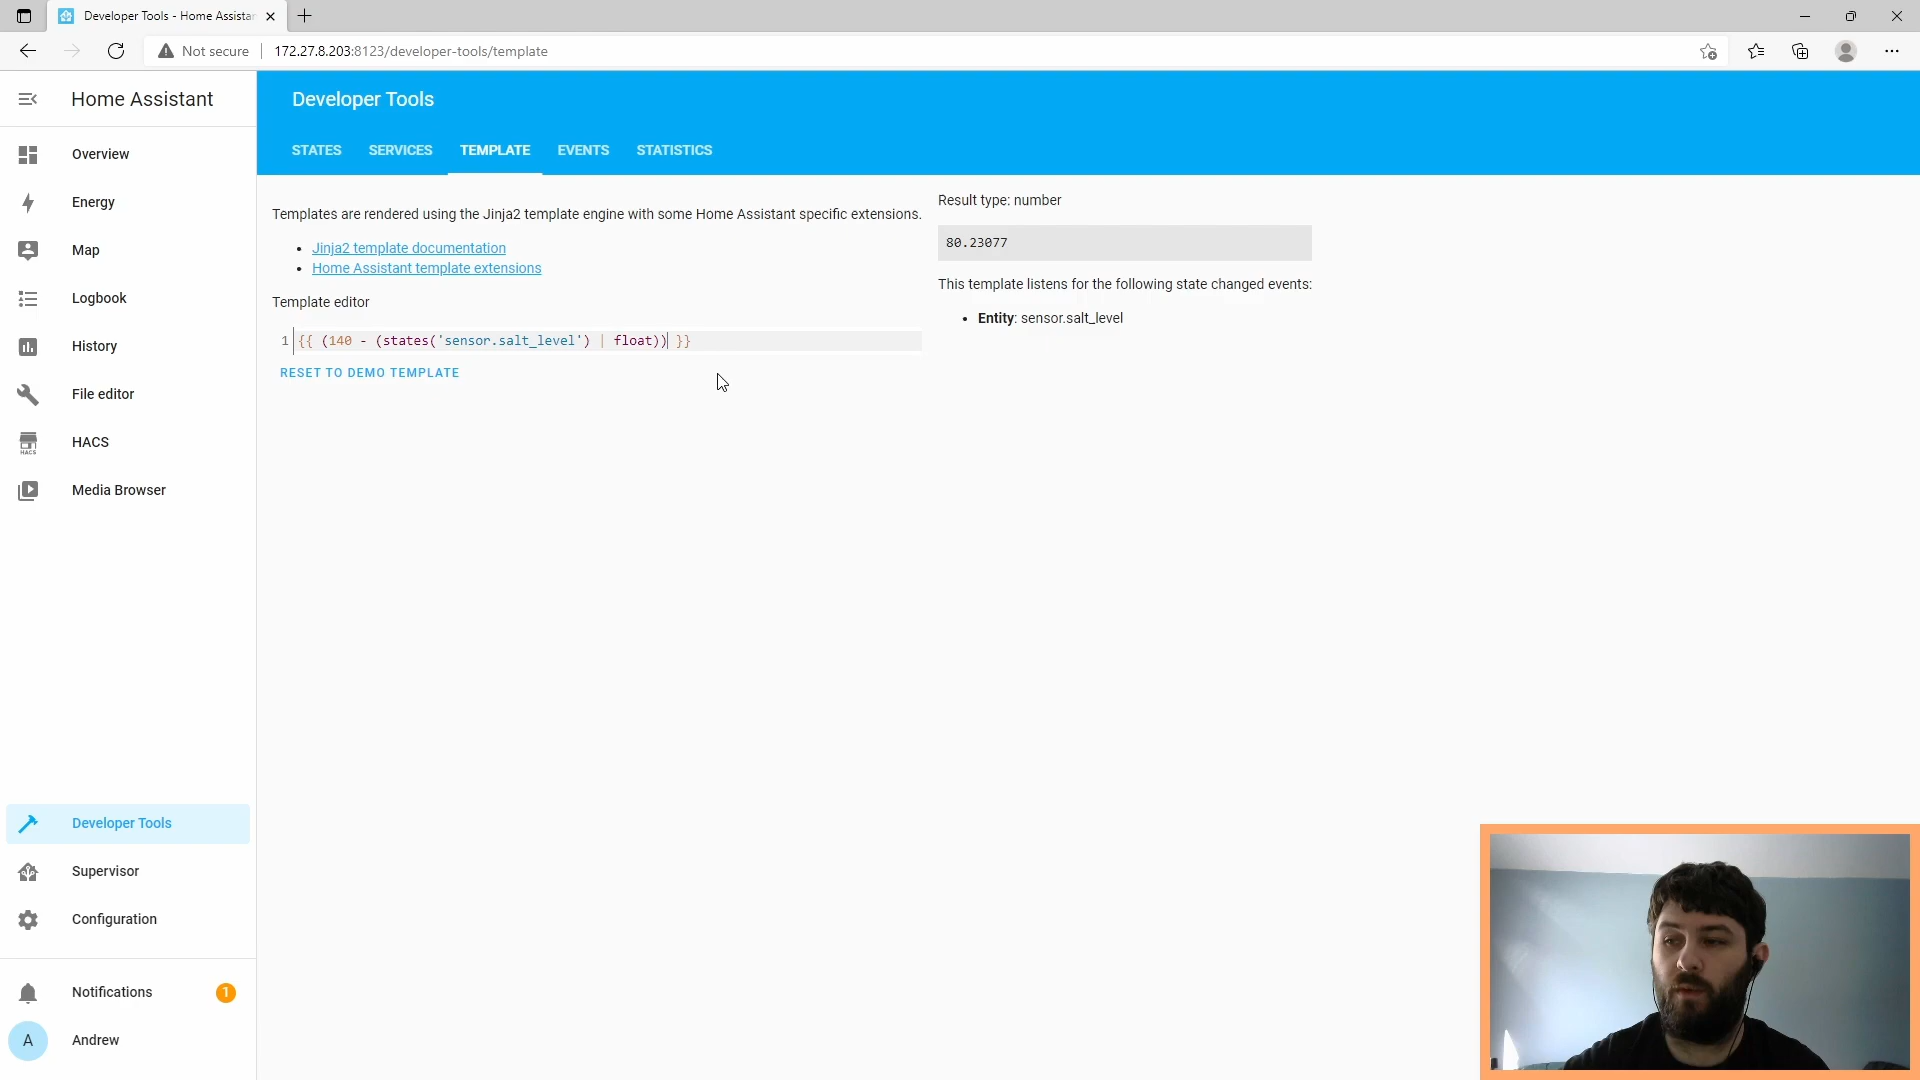 Developer Tools - Home Assistan
Not secure
172.27.8.203:8123/developer-tools/template
Home Assistant
Overview
Energy
Map
Logbook
History
File editor
HACS
HACS
Media Browser
Developer Tools
Supervisor
Configuration
Notifications
1
A
Andrew
Developer Tools
STATES
SERVICES
TEMPLATE
EVENTS
STATISTICS
Templates are rendered using the Jinja2 template engine with some Home Assistant specific extensions.
• Jinja2 template documentation
• Home Assistant template extensions
Template editor
1 {{ (140 - (states('sensor.salt_level') | float)) }}
RESET TO DEMO TEMPLATE
Result type: number
80.23077
This template listens for the following state changed events:
• Entity: sensor.salt_level